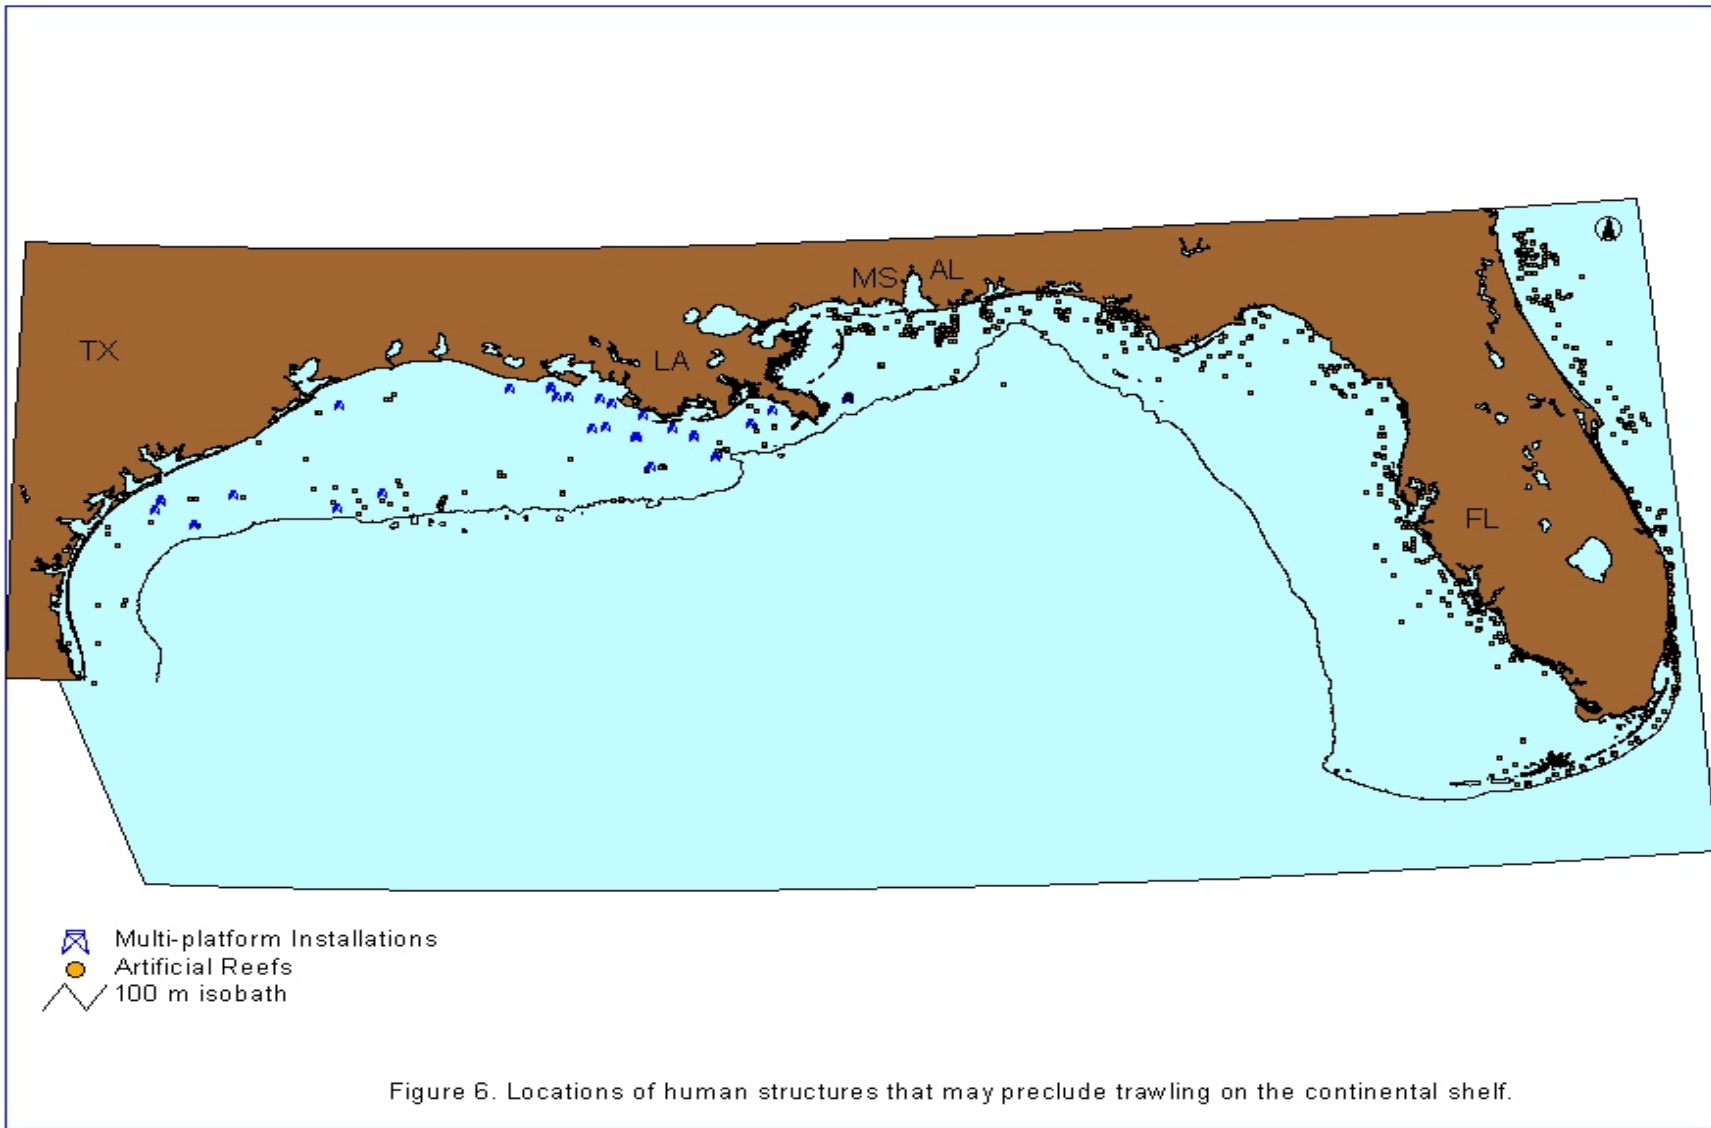 MS AL
TX
LA
FL
Multi-platform Installations
Artificial Reefs
100 m isobath
Figure 6. Locations of human structures that may preclude trawling on the continental shelf.